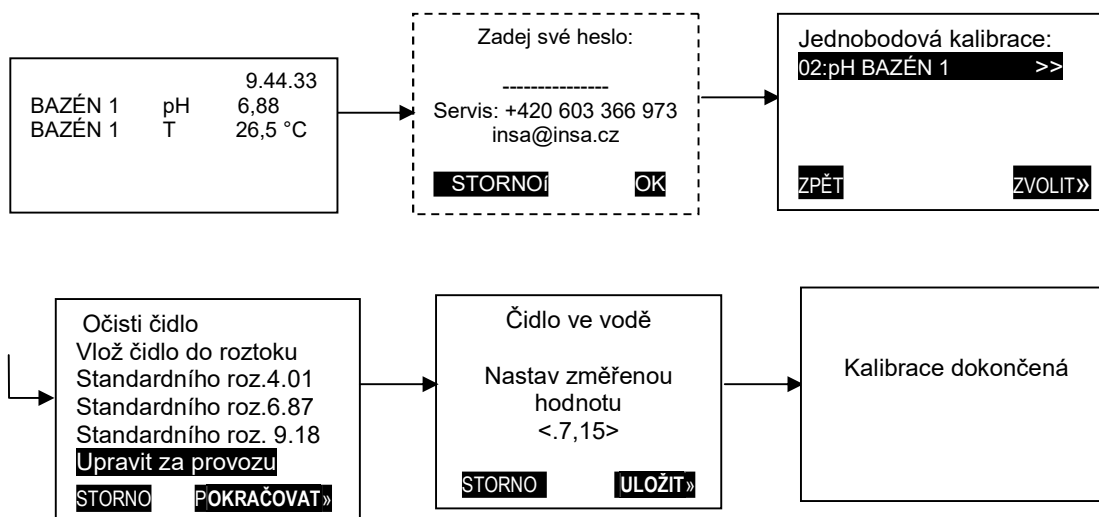 9.44.33
BAZÉN 1 pH 6,88
BAZÉN 1 T 26,5 °C
Zadej své heslo:
---------------
Servis: +420 603 366 973
insa@insa.cz
STORNOí OK
Jednobodová kalibrace:
02:pH BAZÉN 1 >>
ZPĚT ZVOLIT»
Očisti čidlo
Vlož čidlo do roztoku
Standardního roz.4.01
Standardního roz.6.87
Standardního roz. 9.18
Upravit za provozu
STORNO POKRAČOVAT»
Čidlo ve vodě
Nastav změřenou
hodnotu
<.7,15>
STORNO ULOŽIT»
Kalibrace dokončená